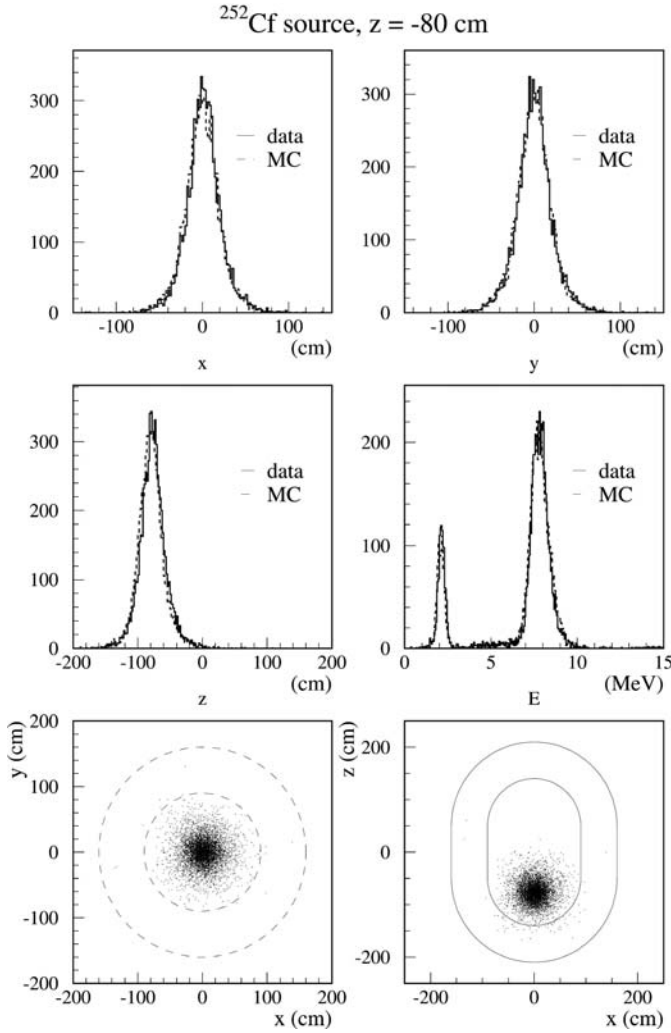 ²⁵²Cf source, z = -80 cm
300
200
100
0
data
MC
-100 0 100
(cm)
x
300
200
100
0
data
MC
-100 0 100
(cm)
y
300
200
100
0
data
MC
-200 -100 0 100 200
(cm)
z
200
100
0
data
MC
0 5 10 15
(MeV)
E
y (cm)
200
100
0
-100
-200
-200 -100 0 100 200
x (cm)
z (cm)
200
0
-200
-200 0 200
x (cm)